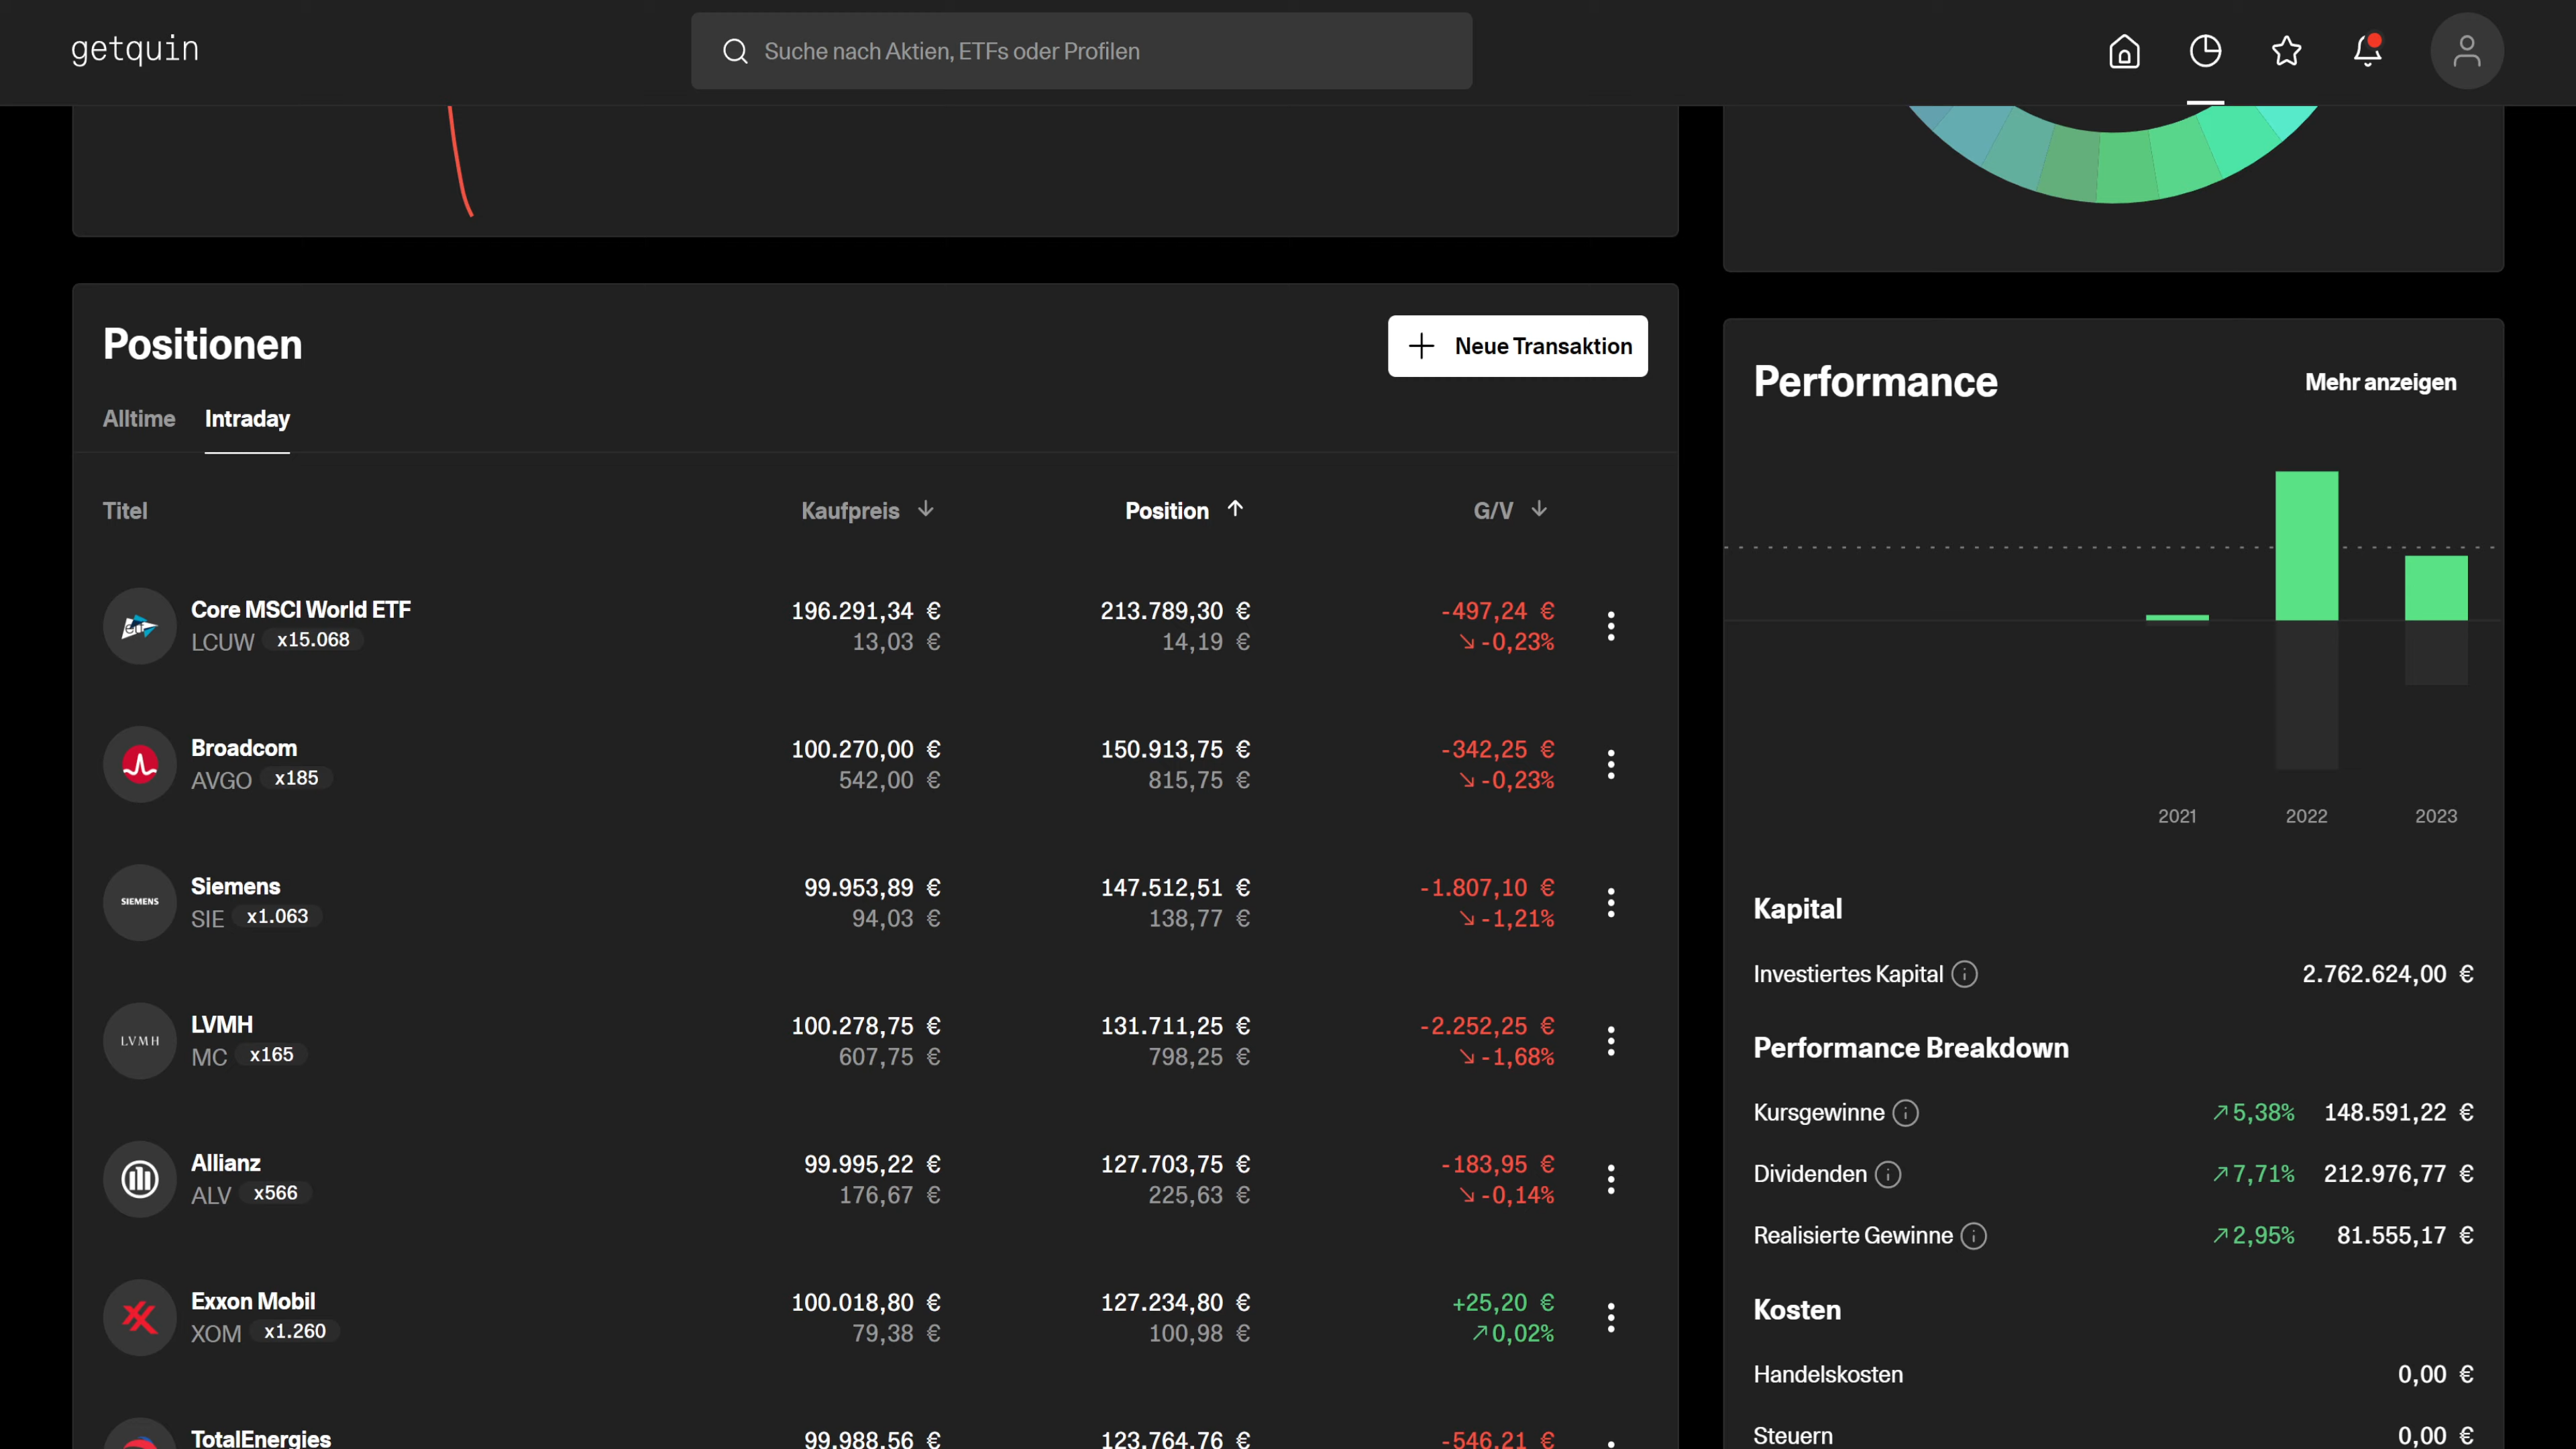 getquin
Suche nach Aktien, ETFs oder Profilen
Positionen
Neue Transaktion
Alltime Intraday
Titel Kaufpreis Position G/V
etf
Core MSCI World ETF 196.291,34 € 213.789,30 € -497,24 €
LCUW x15.068 13,03 € 14,19 € -0,23%
Broadcom 100.270,00 € 150.913,75 € -342,25 €
AVGO x185 542,00 € 815,75 € -0,23%
SIEMENS
Siemens 99.953,89 € 147.512,51 € -1.807,10 €
SIE x1.063 94,03 € 138,77 € -1,21%
LVMH
LVMH 100.278,75 € 131.711,25 € -2.252,25 €
MC x165 607,75 € 798,25 € -1,68%
Allianz 99.995,22 € 127.703,75 € -183,95 €
ALV x566 176,67 € 225,63 € -0,14%
Exxon Mobil 100.018,80 € 127.234,80 € +25,20 €
XOM x1.260 79,38 € 100,98 € 0,02%
TotalEnergies 99.988,56 € 123.764,76 € -546,21 €
Performance Mehr anzeigen
2021 2022 2023
Kapital
Investiertes Kapital 2.762.624,00 €
Performance Breakdown
Kursgewinne 5,38% 148.591,22 €
Dividenden 7,71% 212.976,77 €
Realisierte Gewinne 2,95% 81.555,17 €
Kosten
Handelskosten 0,00 €
Steuern 0,00 €